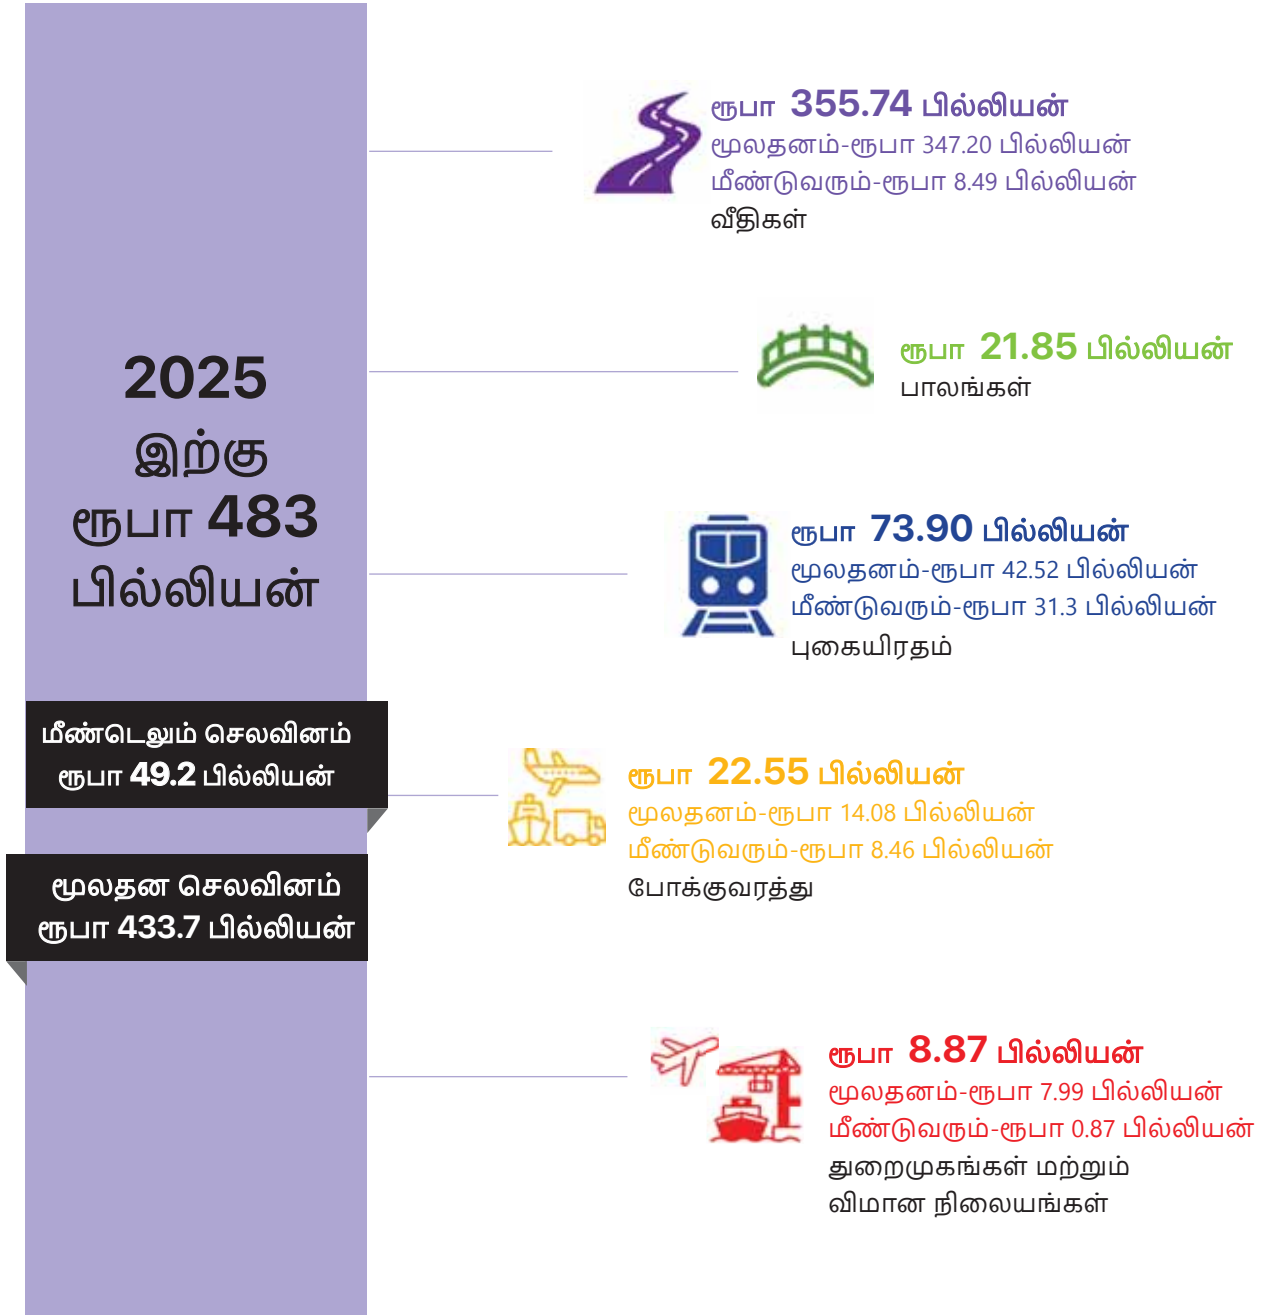 2025
இற்கு
ரூபா 483
பில்லியன்
மீண்டெலும் செலவினம்
ரூபா 49.2 பில்லியன்
மூலதன செலவினம்
ரூபா 433.7 பில்லியன்
ரூபா 355.74 பில்லியன்
மூலதனம்-ரூபா 347.20 பில்லியன்
மீண்டுவரும்-ரூபா 8.49 பில்லியன்
வீதிகள்
ரூபா 21.85 பில்லியன்
பாலங்கள்
ரூபா 73.90 பில்லியன்
மூலதனம்-ரூபா 42.52 பில்லியன்
மீண்டுவரும்-ரூபா 31.3 பில்லியன்
புகையிரதம்
ரூபா 22.55 பில்லியன்
மூலதனம்-ரூபா 14.08 பில்லியன்
மீண்டுவரும்-ரூபா 8.46 பில்லியன்
போக்குவரத்து
ரூபா 8.87 பில்லியன்
மூலதனம்-ரூபா 7.99 பில்லியன்
மீண்டுவரும்-ரூபா 0.87 பில்லியன்
துறைமுகங்கள் மற்றும்
விமான நிலையங்கள்